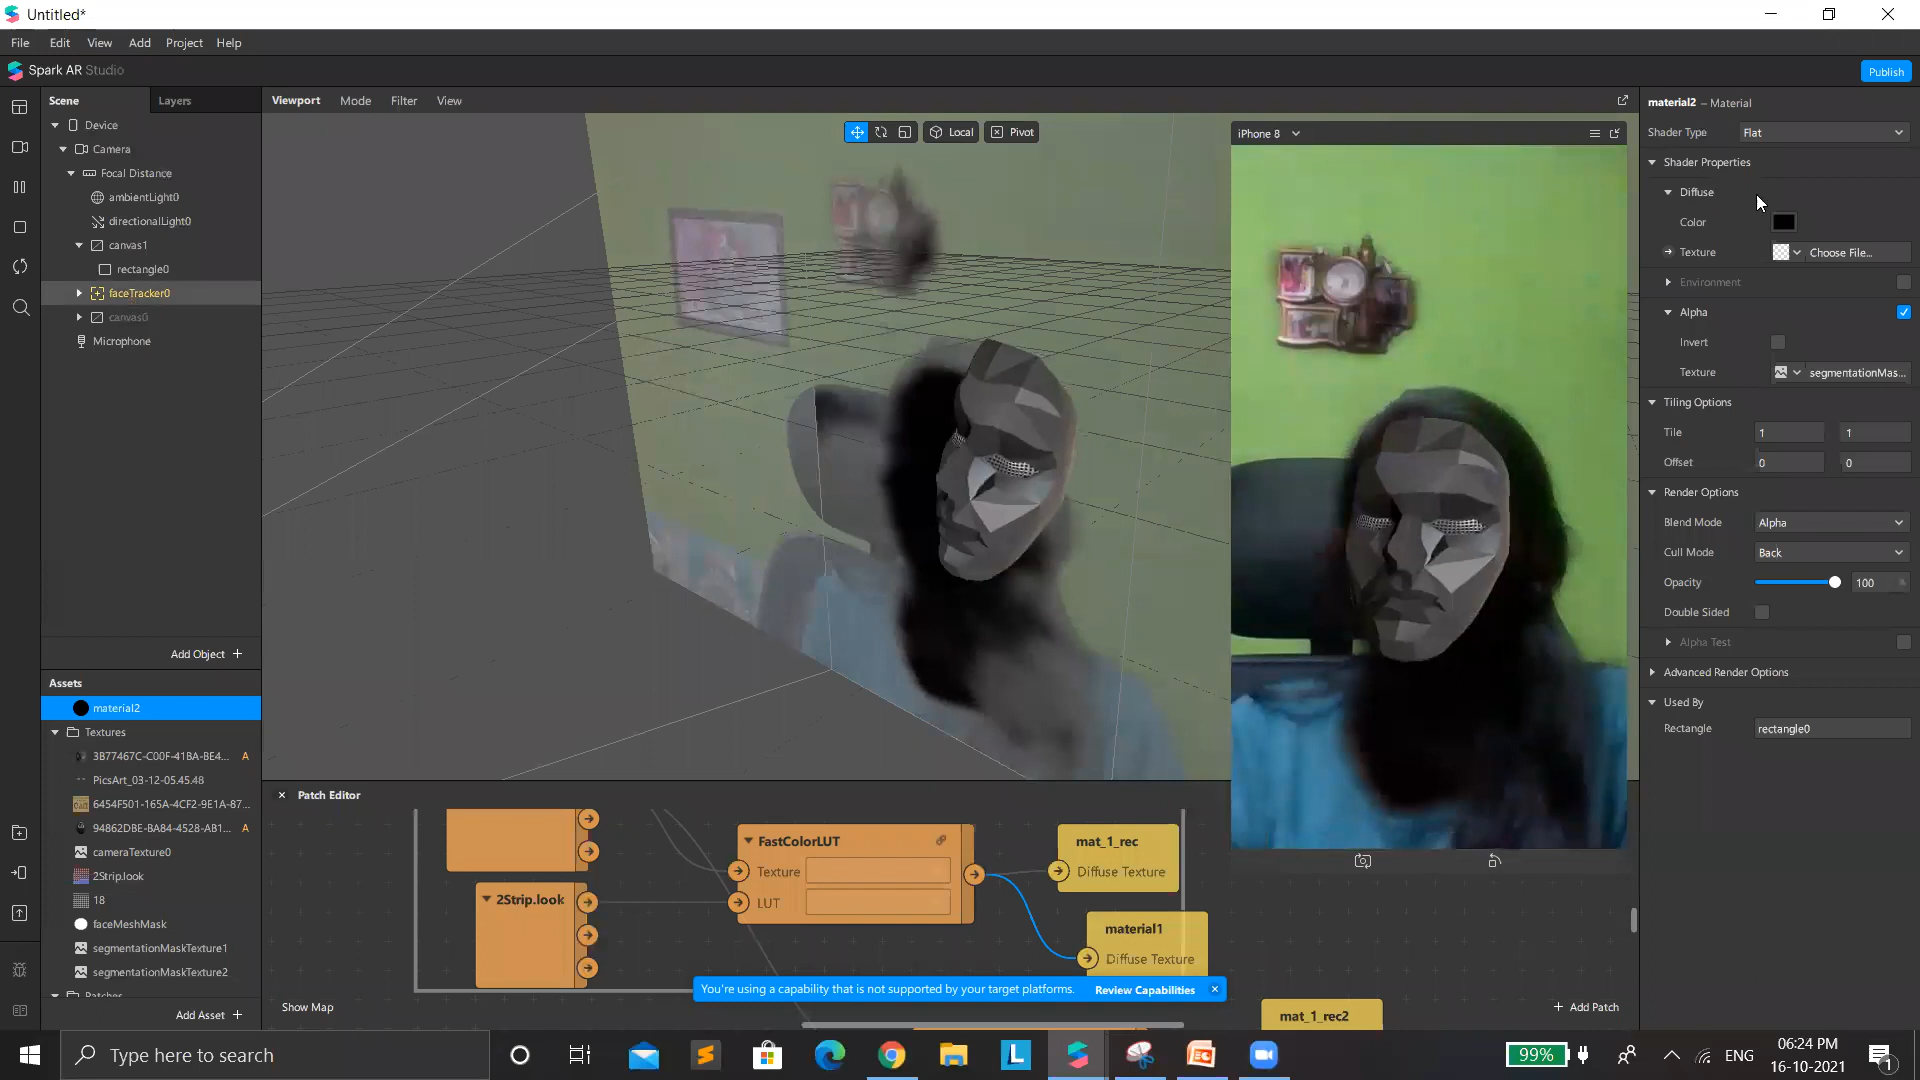 Untitled*
File Edit View Add Project Help
Spark AR Studio
Publish
Scene Layers
Viewport Mode Filter View
Device
Camera
Focal Distance
ambientLight0
directionalLight0
canvas1
rectangle0
faceTracker0
canvas0
Microphone
Add Object +
Local
Pivot
iPhone 8
material2 – Material
Shader Type Flat
Shader Properties
Diffuse
Color
Texture Choose File...
Environment
Alpha
Invert
Texture segmentationMas...
Tiling Options
Tile 1 1
Offset 0 0
Render Options
Blend Mode Alpha
Cull Mode Back
Opacity 100 %
Double Sided
Alpha Test
Advanced Render Options
Used By
Rectangle rectangle0
Assets
material2
Textures
3B77467C-C00F-41BA-BE4... A
PicsArt_03-12-05.45.48
6454F501-165A-4CF2-9E1A-87...
94862DBE-BA84-4528-AB1... A
cameraTexture0
2Strip.look
18
faceMeshMask
segmentationMaskTexture1
segmentationMaskTexture2
Patches
Add Asset +
Patch Editor
FastColorLUT
Texture
LUT
2Strip.look
mat_1_rec
Diffuse Texture
material1
Diffuse Texture
mat_1_rec2
You're using a capability that is not supported by your target platforms. Review Capabilities
Show Map
+ Add Patch
Type here to search
99%
ENG
06:24 PM
16-10-2021
1